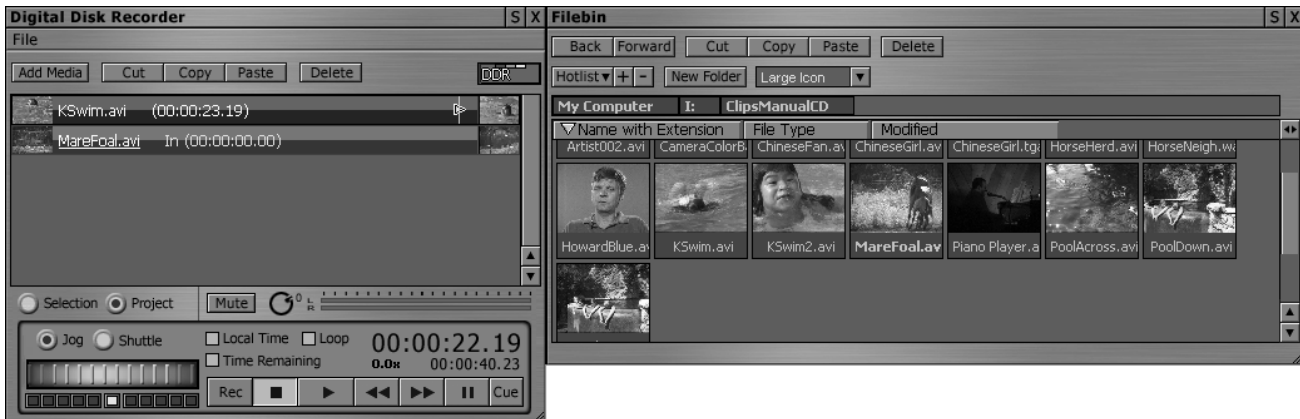 Digital Disk Recorder S X
File
Add Media Cut Copy Paste Delete DDR
KSwim.avi (00:00:23.19)
MareFoal.avi In (00:00:00.00)
Selection Project Mute 0 L R
Jog Shuttle Local Time Loop 00:00:22.19
Time Remaining 0.0x 00:00:40.23
Rec Cue
Filebin S X
Back Forward Cut Copy Paste Delete
Hotlist + - New Folder Large Icon
My Computer I: ClipsManualCD
Name with Extension File Type Modified
Artist002.avi CameraColorB ChineseFan.av ChineseGirl.av ChineseGirl.tga HorseHerd.avi HorseNeigh.wa
HowardBlue.av KSwim.avi KSwim2.avi MareFoal.av Piano Player.a PoolAcross.avi PoolDown.avi